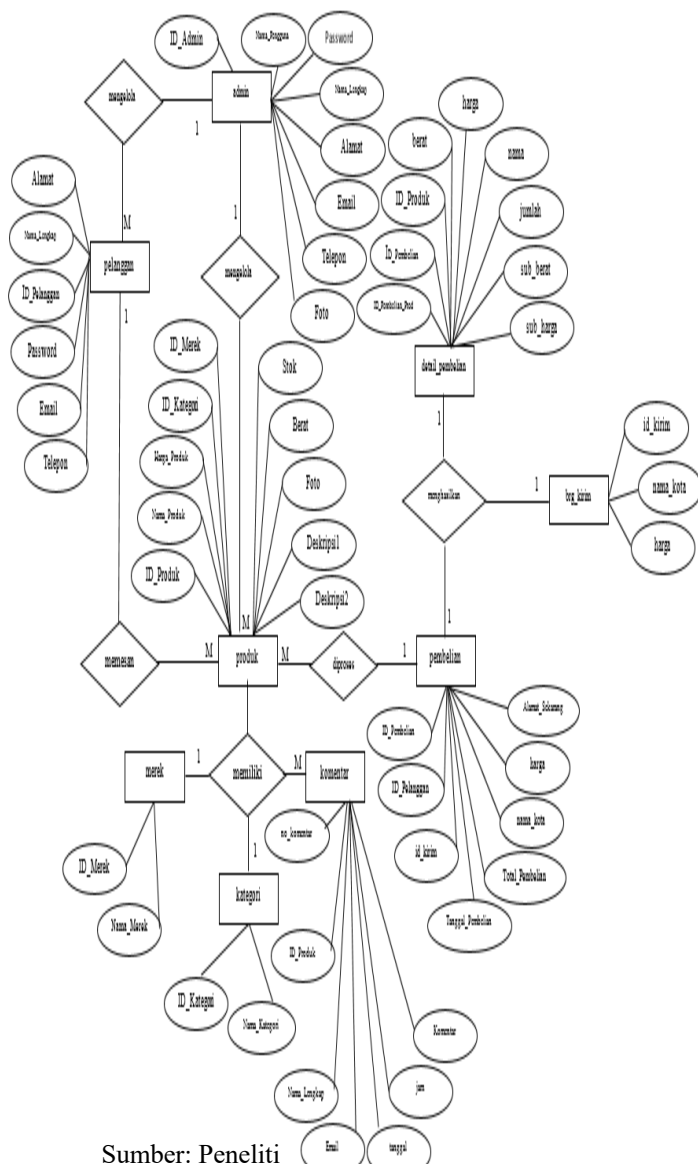 ID_Admin
Nama_Pengguna
Password
mengelola
admin
Nama_Lengkap
1
1
Alamat
Email
Telepon
Foto
mengelola
Alamat
Nama_Lengkap
ID_Pelanggan
Password
Email
Telepon
M
pelanggan
1
harga
berat
nama
ID_Produk
jumlah
ID_Pembelian
sub_berat
ID_Pembelian_Prod
sub_harga
detail_pembelian
1
ID_Merek
Stok
ID_Kategori
Berat
Harga_Produk
Foto
Nama_Produk
Deskripsi1
ID_Produk
Deskripsi2
M
menghasilkan
1
brg_kirim
id_kirim
nama_kota
harga
1
memesan
M
produk
M
diproses
1
pembelian
Alamat_Sekarang
ID_Pembelian
harga
ID_Pelanggan
nama_kota
id_kirim
Total_Pembelian
Tanggal_Pembelian
merek
1
memiliki
M
komentar
1
ID_Merek
Nama_Merek
kategori
ID_Kategori
Nama_Kategori
no_komentar
ID_Produk
Nama_Lengkap
Email
tanggal
jam
Komentar
Sumber: Peneliti